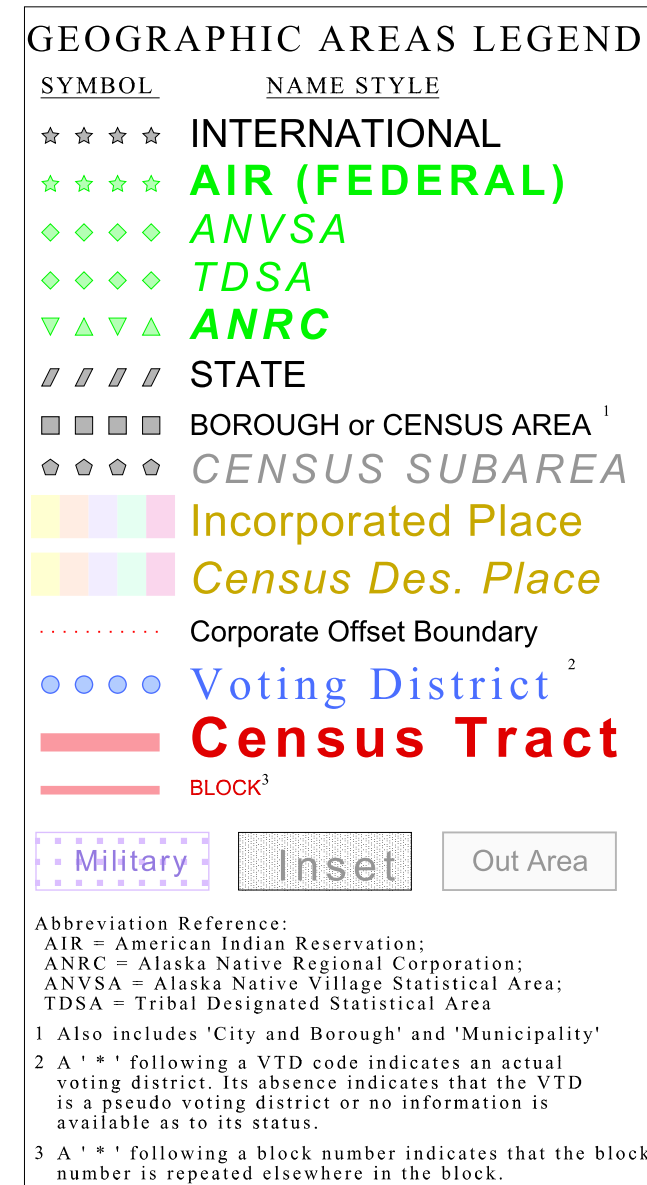 GEOGRAPHIC AREAS LEGEND
SYMBOL NAME STYLE
INTERNATIONAL
AIR (FEDERAL)
ANVSA
TDSA
ANRC
STATE
BOROUGH or CENSUS AREA 1
CENSUS SUBAREA
Incorporated Place
Census Des. Place
Corporate Offset Boundary
Voting District 2
Census Tract
BLOCK3
Military Inset Out Area
Abbreviation Reference:
AIR = American Indian Reservation;
ANRC = Alaska Native Regional Corporation;
ANVSA = Alaska Native Village Statistical Area;
TDSA = Tribal Designated Statistical Area
1 Also includes 'City and Borough' and 'Municipality'
2 A ' * ' following a VTD code indicates an actual
voting district. Its absence indicates that the VTD
is a pseudo voting district or no information is
available as to its status.
3 A ' * ' following a block number indicates that the block
number is repeated elsewhere in the block.